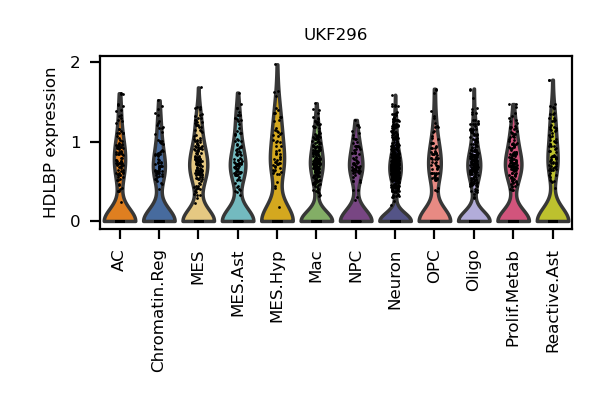 UKF296
HDLBP expression
2
1
0
AC
Chromatin.Reg
MES
MES.Ast
MES.Hyp
Mac
NPC
Neuron
OPC
Oligo
Prolif.Metab
Reactive.Ast